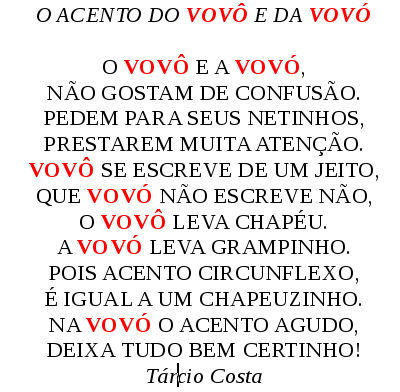 O ACENTO DO VOVÔ E DA VOVÓ
O VOVÔ E A VOVÓ,
NÃO GOSTAM DE CONFUSÃO.
PEDEM PARA SEUS NETINHOS,
PRESTAREM MUITA ATENÇÃO.
VOVÔ SE ESCREVE DE UM JEITO,
QUE VOVÓ NÃO ESCREVE NÃO,
O VOVÔ LEVA CHAPÉU.
A VOVÓ LEVA GRAMPINHO.
POIS ACENTO CIRCUNFLEXO,
É IGUAL A UM CHAPEUZINHO.
NA VOVÓ O ACENTO AGUDO,
DEIXA TUDO BEM CERTINHO!
Tárcio Costa